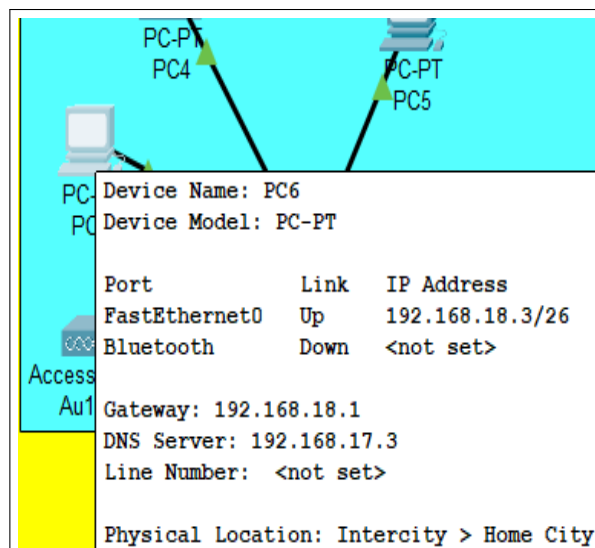 PC-PT
PC4
PC-PT
PC5
PC-
PC
Device Name: PC6
Device Model: PC-PT
Port Link IP Address
FastEthernet0 Up 192.168.18.3/26
Bluetooth Down <not set>
Access
Au1
Gateway: 192.168.18.1
DNS Server: 192.168.17.3
Line Number: <not set>
Physical Location: Intercity > Home City